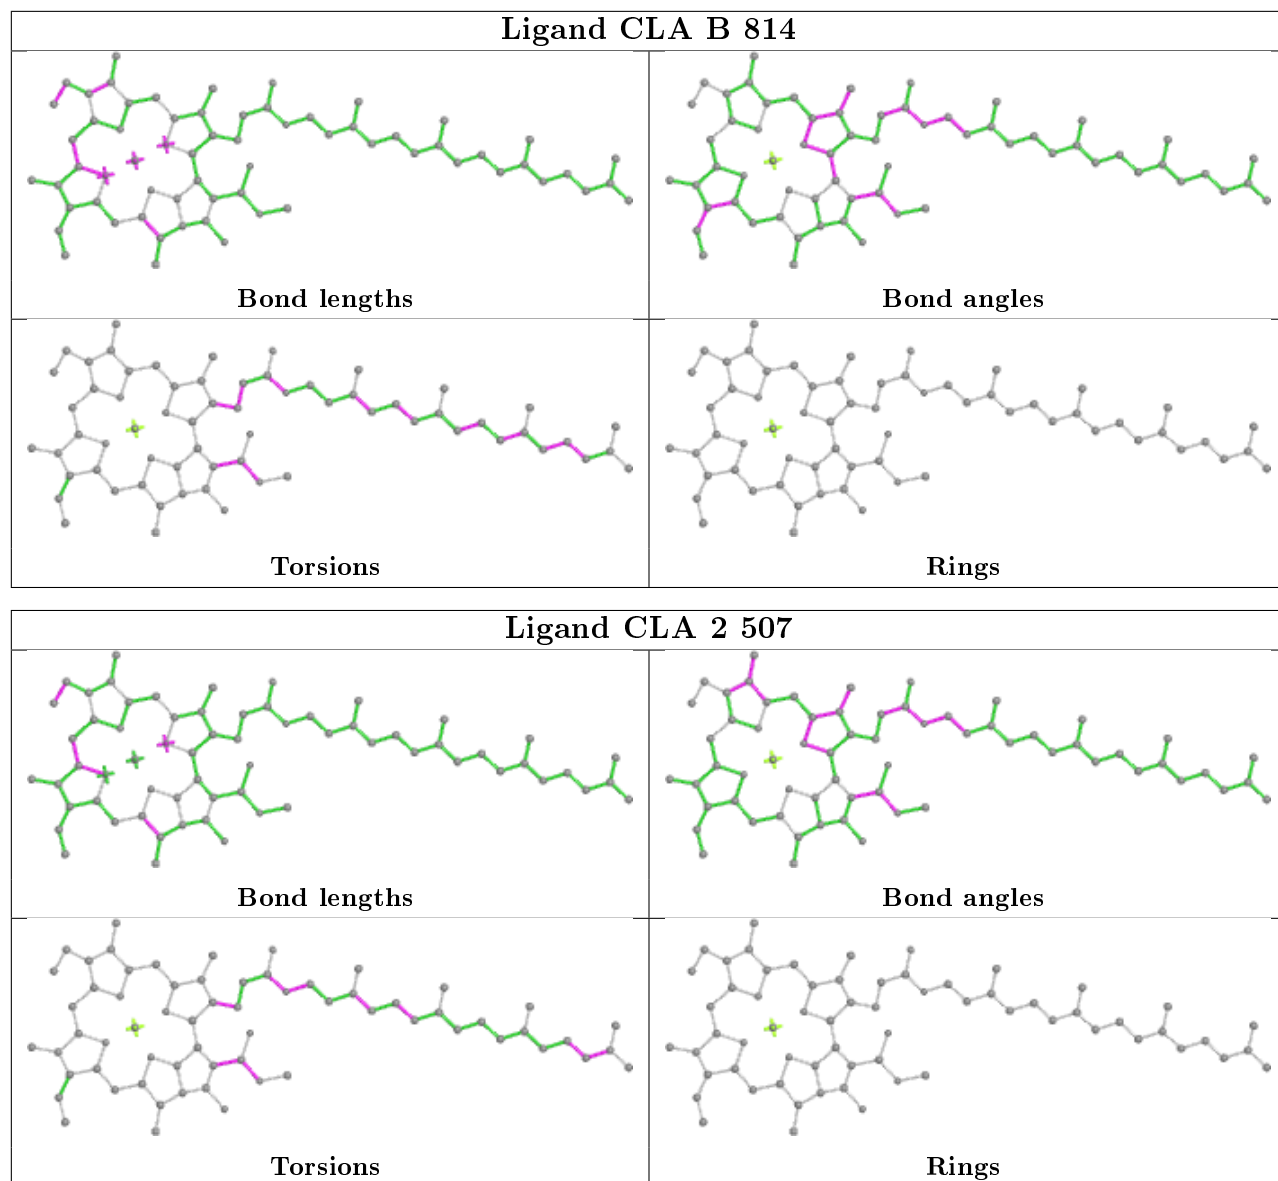 Ligand CLA B 814
Bond lengths
Bond angles
Torsions
Rings
Ligand CLA 2 507
Bond lengths
Bond angles
Torsions
Rings